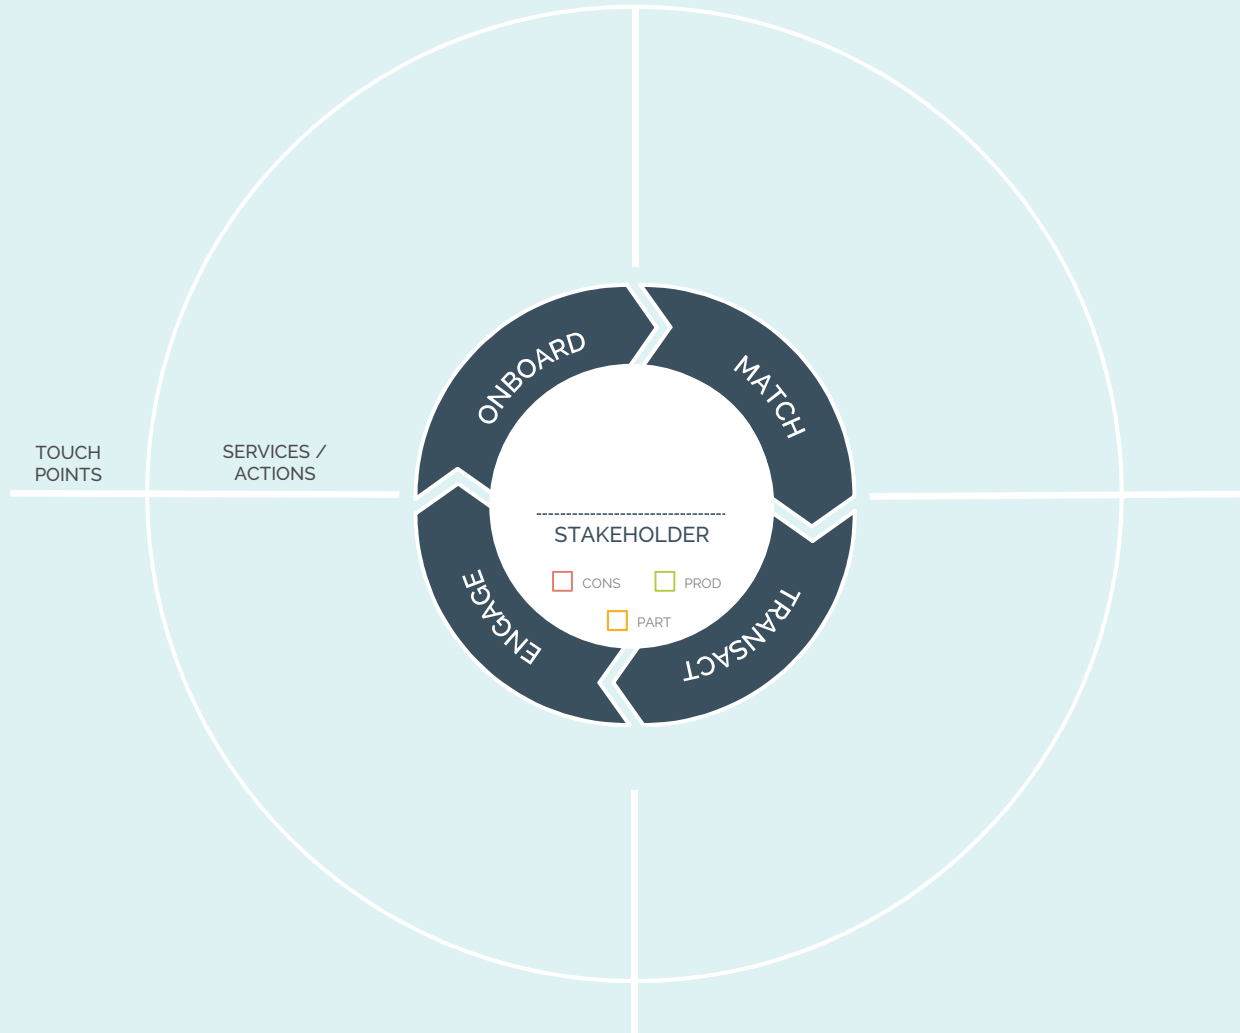 ONBOARD
MATCH
TOUCH
POINTS
SERVICES /
ACTIONS
STAKEHOLDER
CONS
PROD
PART
ENGAGE
TRANSACT